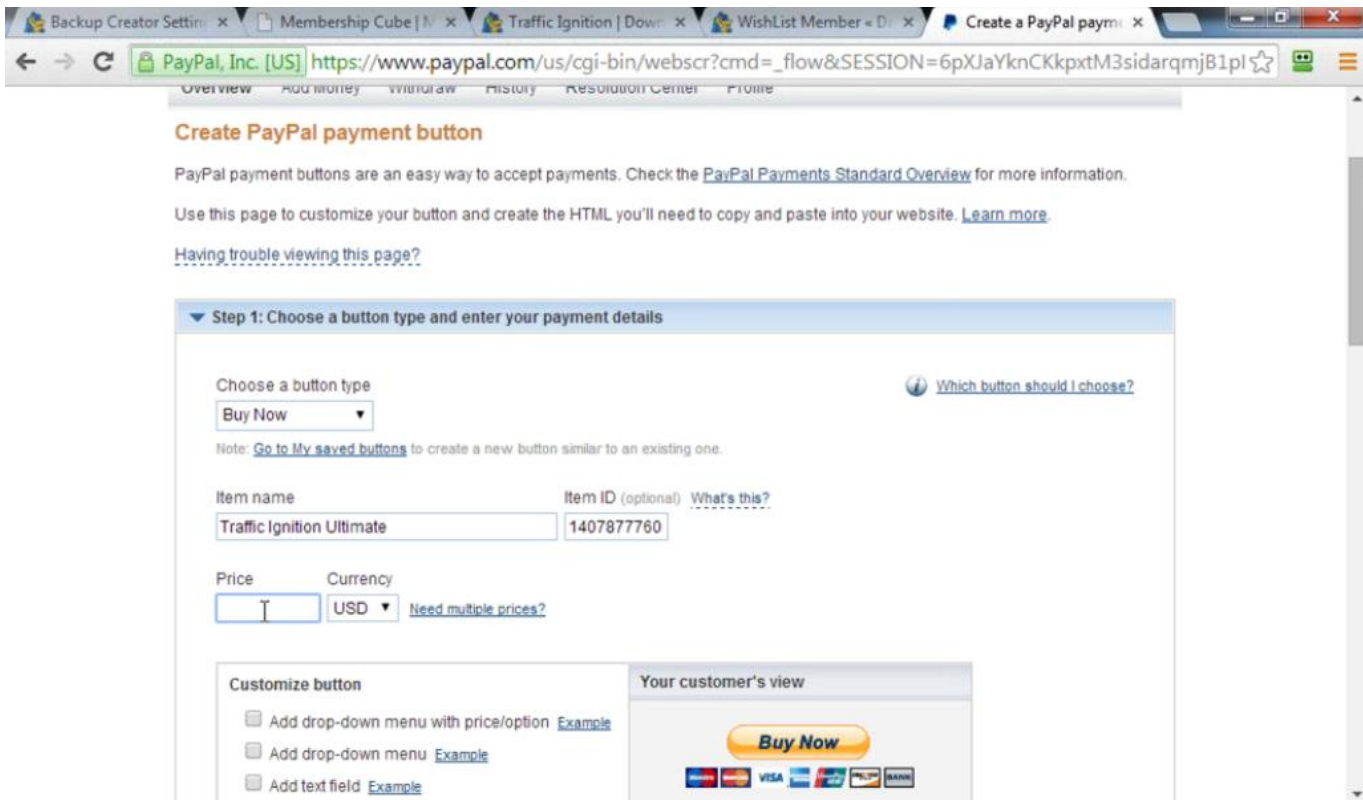 Backup Creator Settin
Membership Cube | M
Traffic Ignition | Down
WishList Member « D
Create a PayPal payme
PayPal, Inc. [US] https://www.paypal.com/us/cgi-bin/webscr?cmd=_flow&SESSION=6pXJaYknCKkpxtM3sidarqmjB1pI
Overview Add Money Withdraw History Resolution Center Profile
Create PayPal payment button
PayPal payment buttons are an easy way to accept payments. Check the PayPal Payments Standard Overview for more information.
Use this page to customize your button and create the HTML you'll need to copy and paste into your website. Learn more.
Having trouble viewing this page?
Step 1: Choose a button type and enter your payment details
Choose a button type
Which button should I choose?
Buy Now
Note: Go to My saved buttons to create a new button similar to an existing one.
Item name Item ID (optional) What's this?
Traffic Ignition Ultimate 1407877760
Price Currency
USD Need multiple prices?
Customize button Your customer's view
Add drop-down menu with price/option Example
Buy Now
Add drop-down menu Example
VISA BANK
Add text field Example